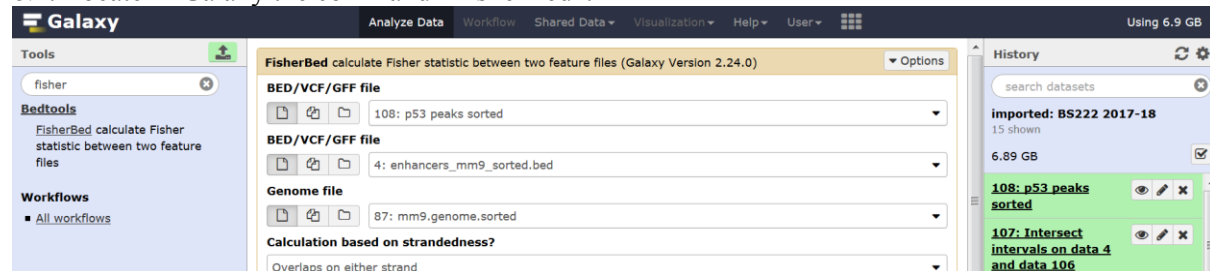 Galaxy
Analyze Data Workflow Shared Data Visualization Help User
Using 6.9 GB
Tools
fisher
Bedtools
FisherBed calculate Fisher
statistic between two feature
files
Workflows
All workflows
FisherBed calculate Fisher statistic between two feature files (Galaxy Version 2.24.0)
Options
BED/VCF/GFF file
108: p53 peaks sorted
BED/VCF/GFF file
4: enhancers_mm9_sorted.bed
Genome file
87: mm9.genome.sorted
Calculation based on strandedness?
Overlaps on either strand
History
search datasets
imported: BS222 2017-18
15 shown
6.89 GB
108: p53 peaks
sorted
107: Intersect
intervals on data 4
and data 106